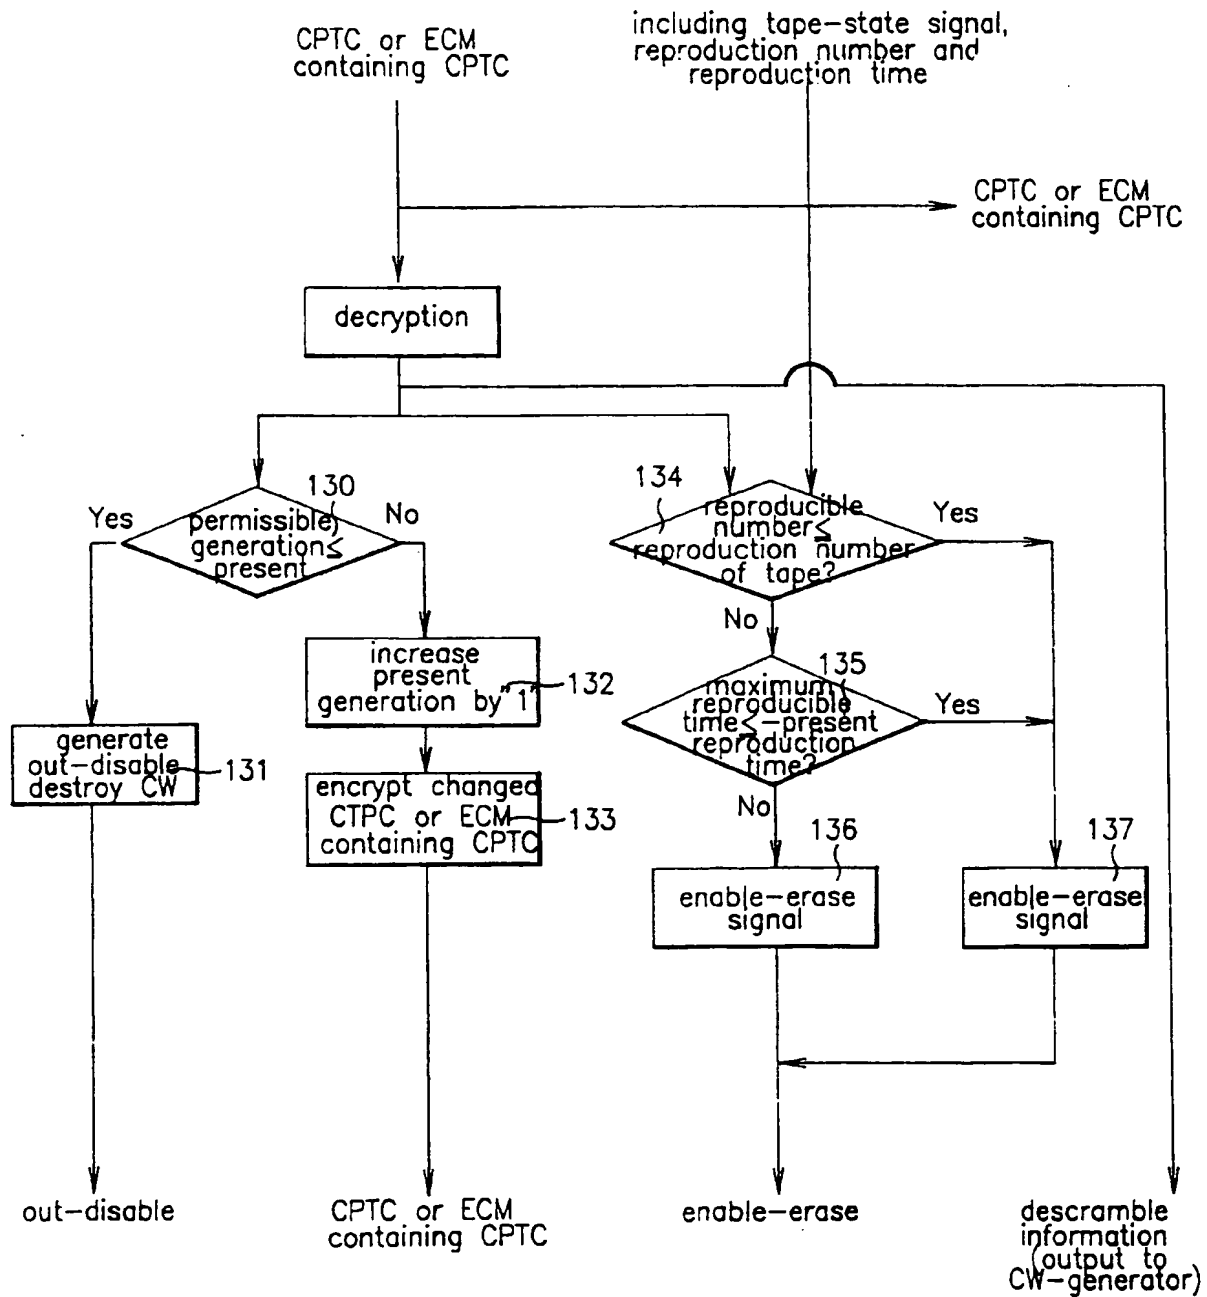 CPTC or ECM
containing CPTC
including tape-state signal,
reproduction number and
reproduction time
CPTC or ECM
containing CPTC
decryption
130
Yes
permissible
generation≤
present
No
134
reproducible
number≤
reproduction number
of tape?
Yes
No
increase
present
generation by "1"
132
135
maximum
reproducible
time≤-present
reproduction
time?
Yes
No
generate
out-disable
destroy CW
131
encrypt changed
CTPC or ECM
containing CPTC
133
136
enable-erase
signal
137
enable-erase
signal
out-disable
CPTC or ECM
containing CPTC
enable-erase
descramble
information
(output to
CW-generator)